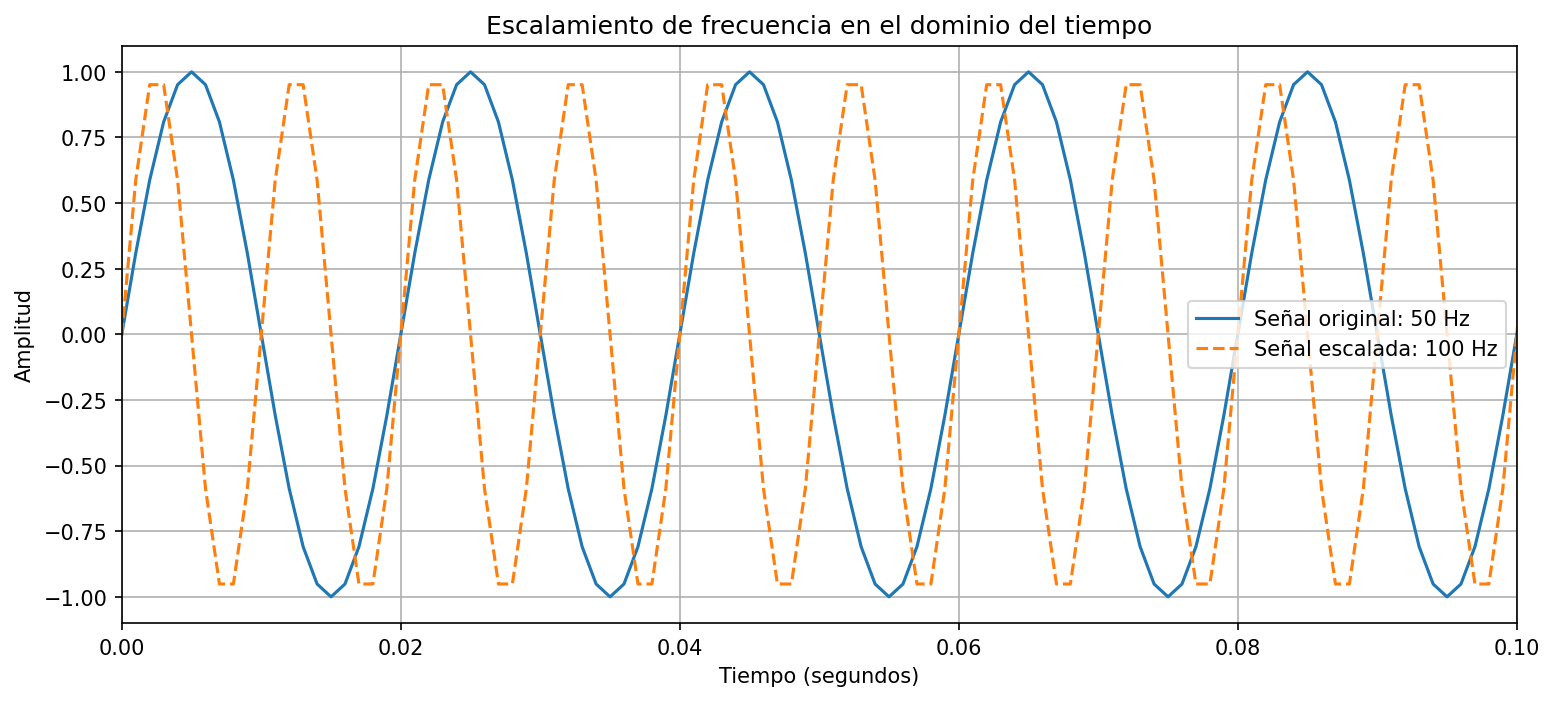 Escalamiento de frecuencia en el dominio del tiempo
1.00
0.75
0.50
0.25
0.00
−0.25
−0.50
−0.75
−1.00
Amplitud
Señal original: 50 Hz
Señal escalada: 100 Hz
0.00 0.02 0.04 0.06 0.08 0.10
Tiempo (segundos)